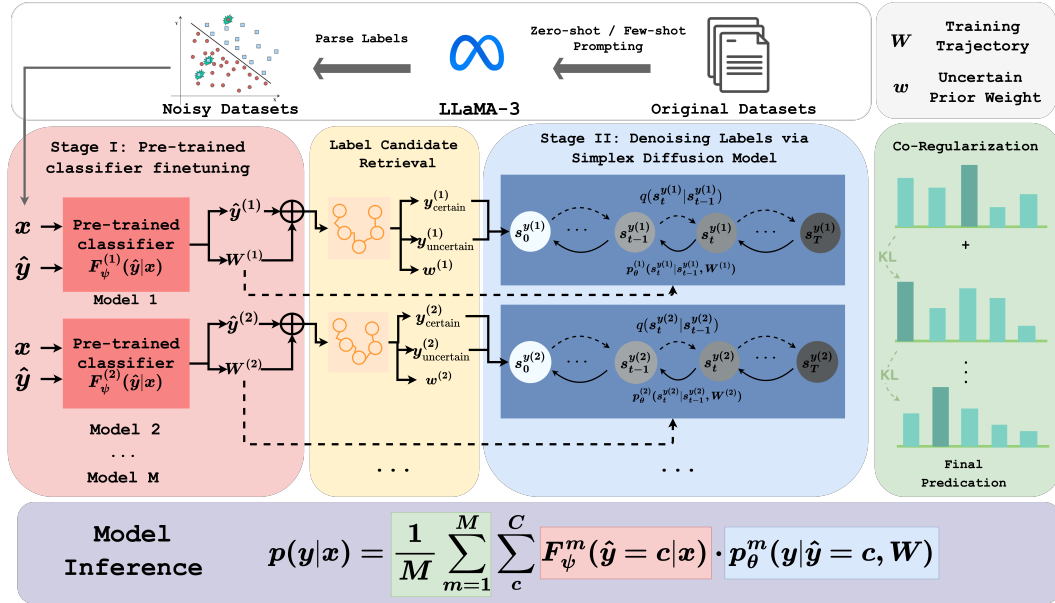 Parse Labels
Zero-shot / Few-shot
Prompting
Noisy Datasets
LLaMA-3
Original Datasets
W Training
Trajectory
w Uncertain
Prior Weight
Stage I: Pre-trained
classifier finetuning
x
ŷ
Pre-trained
classifier
F_ψ^(1)(ŷ|x)
Model 1
ŷ^(1)
W^(1)
x
ŷ
Pre-trained
classifier
F_ψ^(2)(ŷ|x)
Model 2
...
Model M
ŷ^(2)
W^(2)
Label Candidate
Retrieval
y_certain^(1)
y_uncertain^(1)
w^(1)
y_certain^(2)
y_uncertain^(2)
w^(2)
...
Stage II: Denoising Labels via
Simplex Diffusion Model
q(s_t^y(1)|s_t-1^y(1))
s_0^y(1) ... s_t-1^y(1) s_t^y(1) ... s_T^y(1)
p_θ^(1)(s_t^y(1)|s_t-1^y(1), W^(1))
q(s_t^y(2)|s_t-1^y(2))
s_0^y(2) ... s_t-1^y(2) s_t^y(2) ... s_T^y(2)
p_θ^(2)(s_t^y(2)|s_t-1^y(2), W^(2))
...
Co-Regularization
+
KL
KL
...
Final
Predication
Model
Inference
p(y|x) = 1/M ∑_{m=1}^{M} ∑_c^C F_ψ^m(ŷ = c|x) · p_θ^m(y|ŷ = c, W)